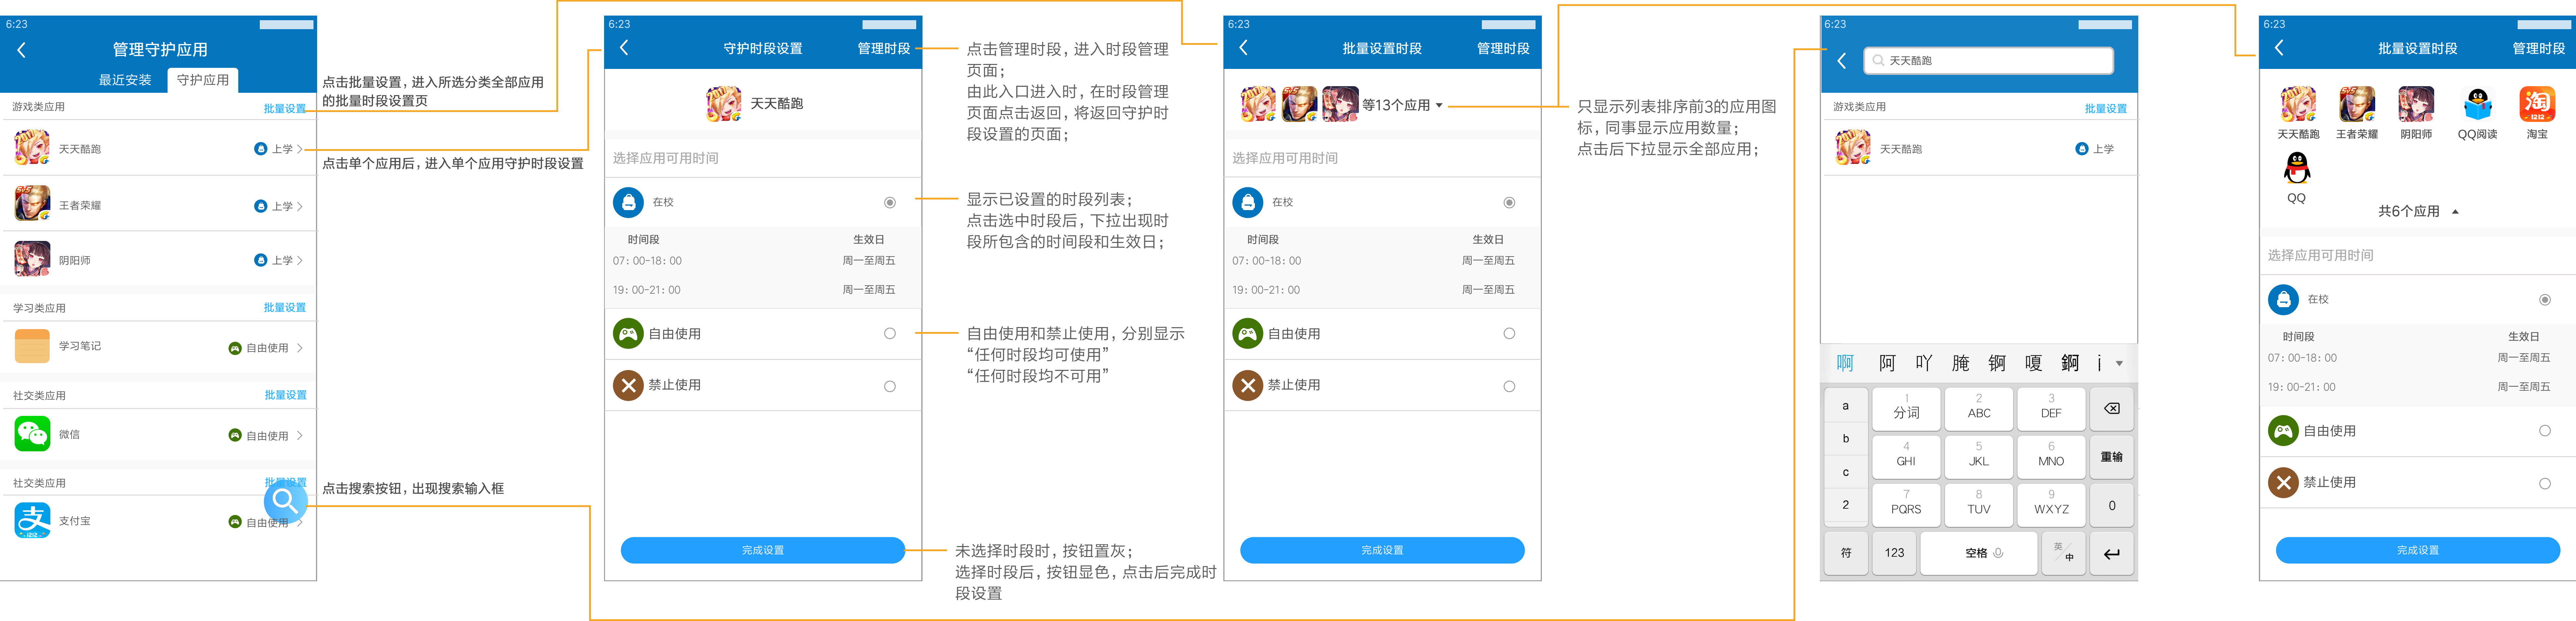 6:23
管理守护应用
最近安装 守护应用
游戏类应用 批量设置
天天酷跑 上学
王者荣耀 上学
阴阳师 上学
学习类应用 批量设置
学习笔记 自由使用
社交类应用 批量设置
微信 自由使用
社交类应用 批量设置
支付宝 自由使用
点击批量设置，进入所选分类全部应用
的批量时段设置页
点击单个应用后，进入单个应用守护时段设置
点击搜索按钮，出现搜索输入框
6:23
守护时段设置 管理时段
天天酷跑
选择应用可用时间
在校
时间段 生效日
07：00-18：00 周一至周五
19：00-21：00 周一至周五
自由使用
禁止使用
完成设置
点击管理时段，进入时段管理
页面；
由此入口进入时，在时段管理
页面点击返回，将返回守护时
段设置的页面；
显示已设置的时段列表；
点击选中时段后，下拉出现时
段所包含的时间段和生效日；
自由使用和禁止使用，分别显示
“任何时段均可使用”
“任何时段均不可用”
未选择时段时，按钮置灰；
选择时段后，按钮显色，点击后完成时
段设置
6:23
批量设置时段 管理时段
等13个应用
选择应用可用时间
在校
时间段 生效日
07：00-18：00 周一至周五
19：00-21：00 周一至周五
自由使用
禁止使用
完成设置
只显示列表排序前3的应用图
标，同事显示应用数量；
点击后下拉显示全部应用；
6:23
天天酷跑
游戏类应用 批量设置
天天酷跑 上学
啊 阿 吖 腌 锕 嗄 錒 i
a 1 分词 2 ABC 3 DEF
b 4 GHI 5 JKL 6 MNO 重输
c
2 7 PQRS 8 TUV 9 WXYZ 0
符 123 空格 英/中
6:23
批量设置时段 管理时段
天天酷跑 王者荣耀 阴阳师 QQ阅读 淘宝
QQ
共6个应用
选择应用可用时间
在校
时间段 生效日
07：00-18：00 周一至周五
19：00-21：00 周一至周五
自由使用
禁止使用
完成设置